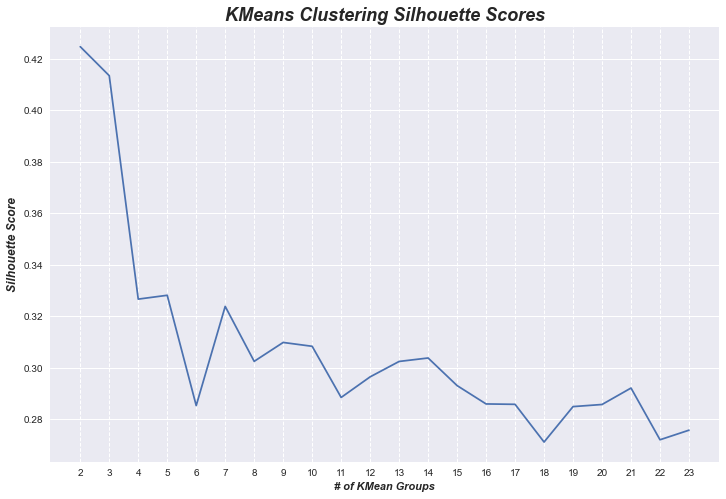 KMeans Clustering Silhouette Scores
0.42
0.40
0.38
0.36
0.34
0.32
0.30
0.28
Silhouette Score
2 3 4 5 6 7 8 9 10 11 12 13 14 15 16 17 18 19 20 21 22 23
# of KMean Groups